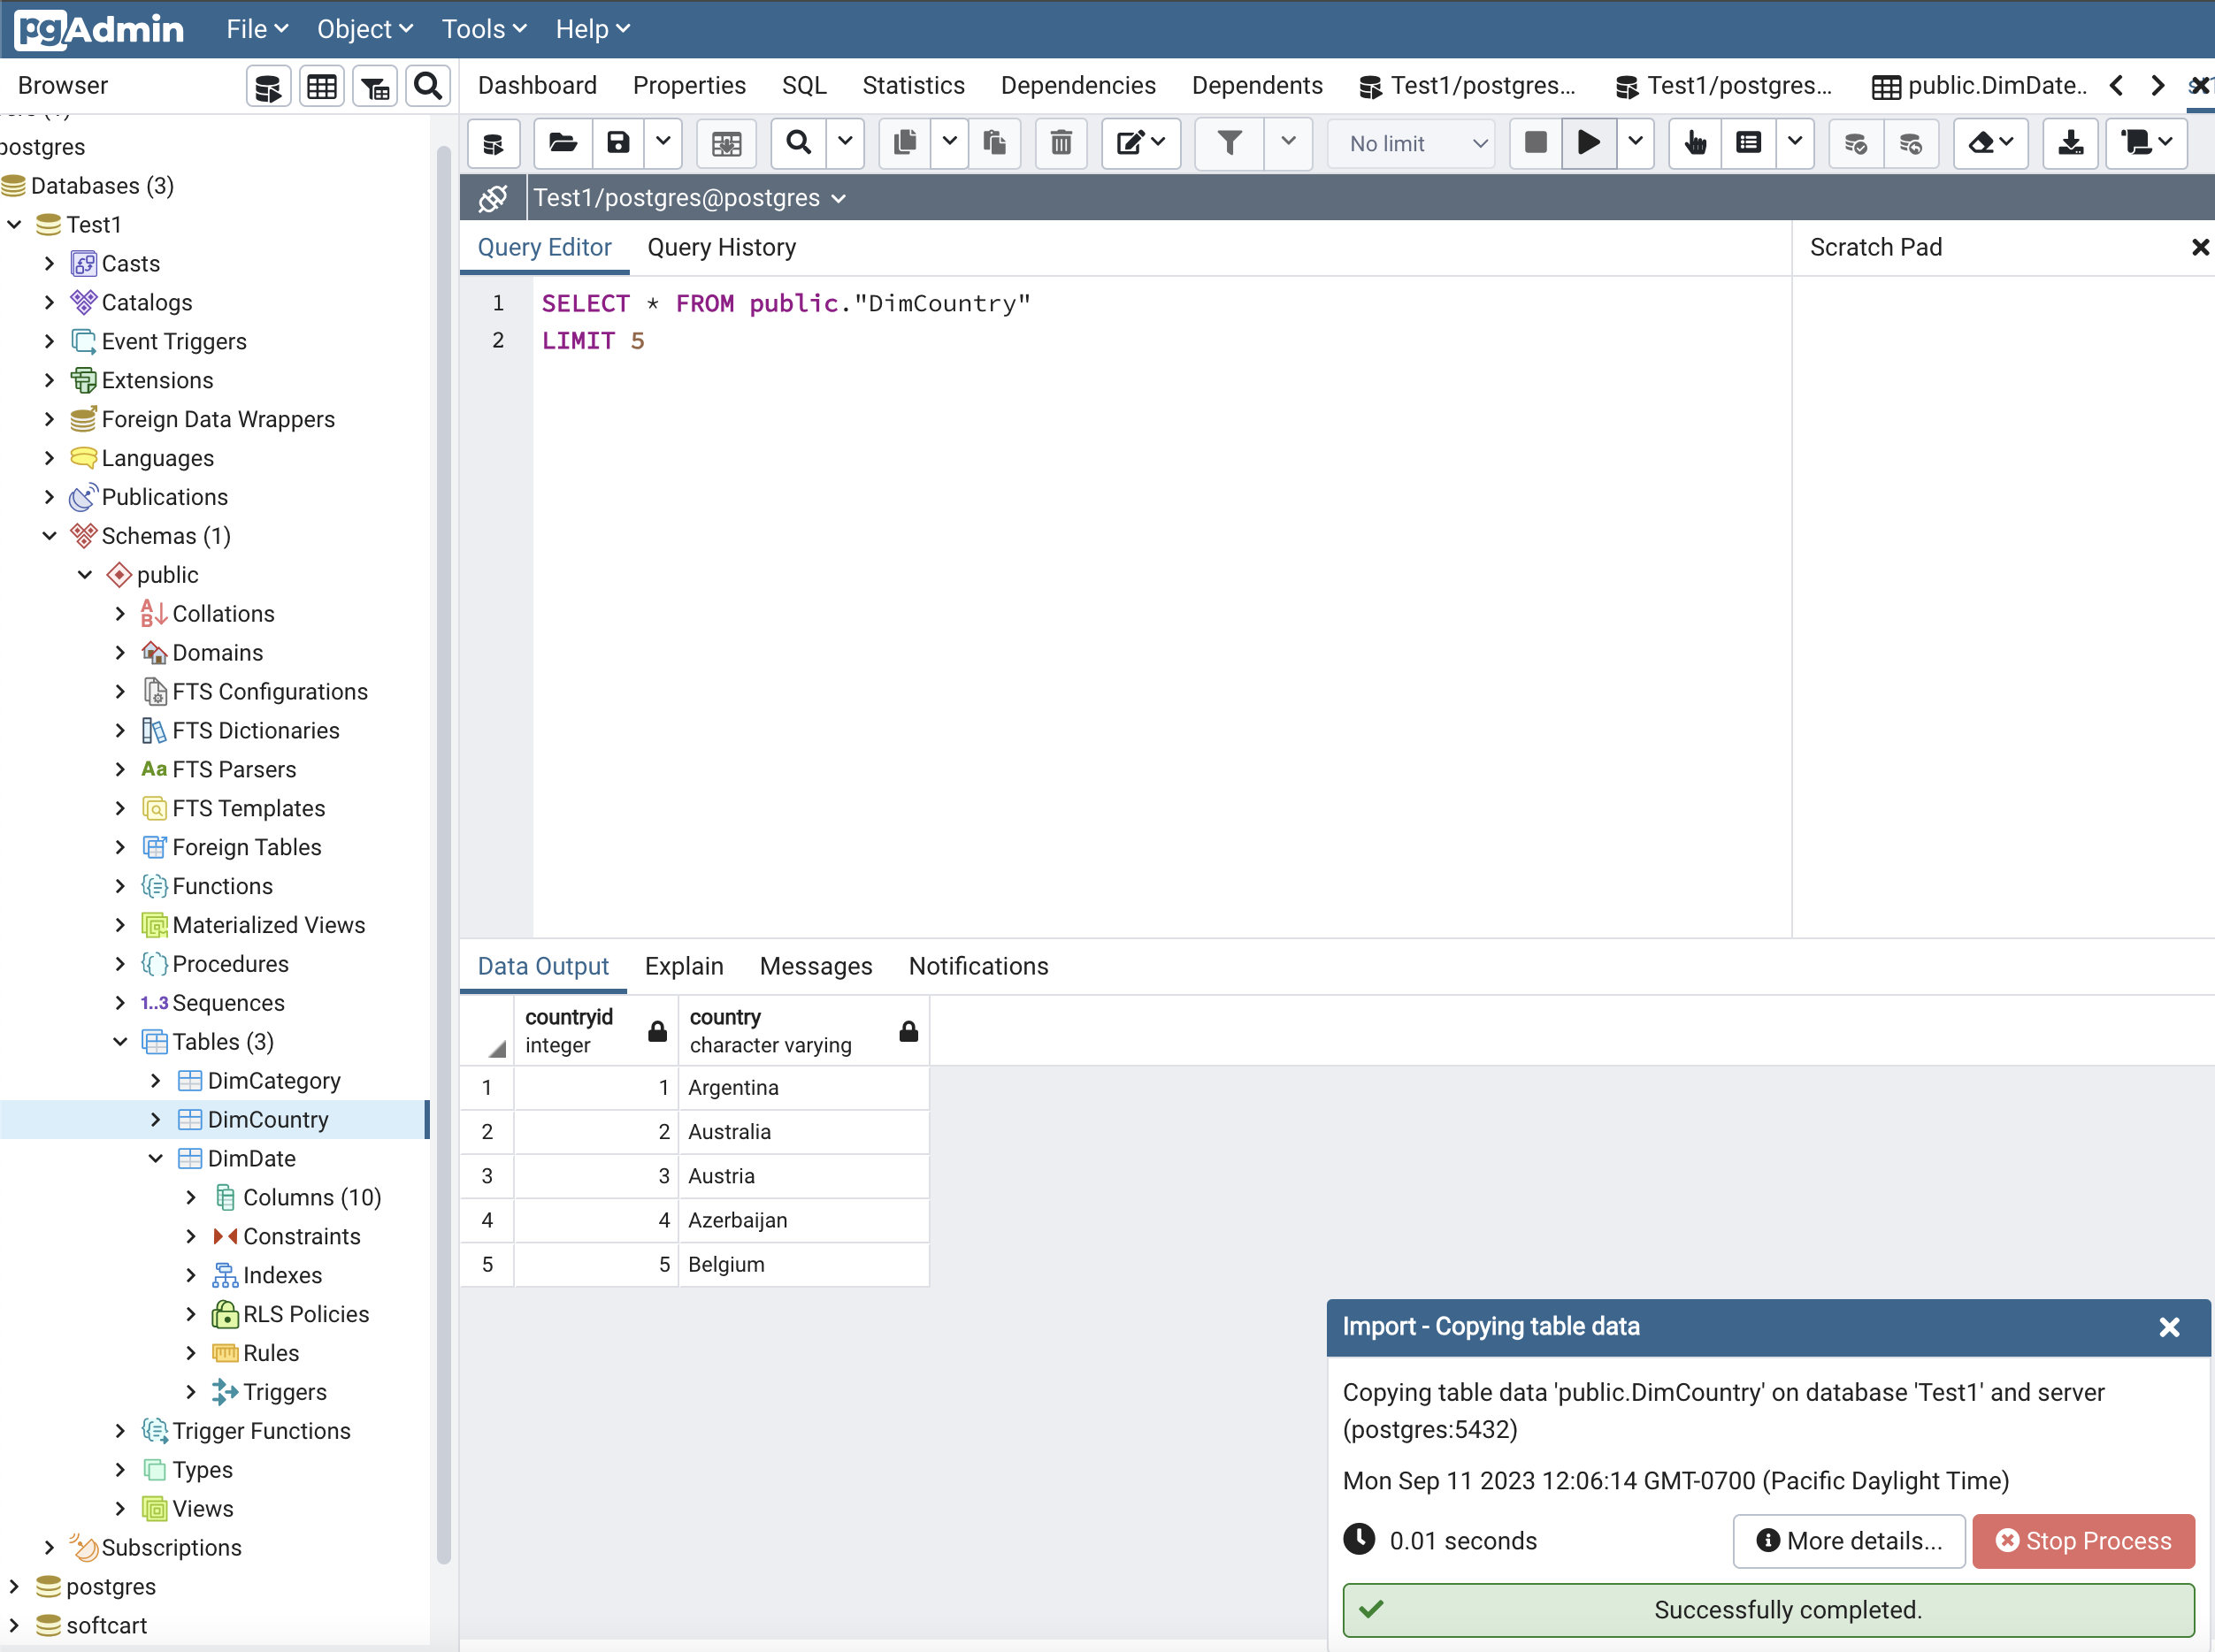 pgAdmin File Object Tools Help
Browser
Dashboard Properties SQL Statistics Dependencies Dependents Test1/postgres... Test1/postgres... public.DimDate..
postgres
Databases (3)
Test1
Casts
Catalogs
Event Triggers
Extensions
Foreign Data Wrappers
Languages
Publications
Schemas (1)
public
Collations
Domains
FTS Configurations
FTS Dictionaries
Aa FTS Parsers
FTS Templates
Foreign Tables
Functions
Materialized Views
Procedures
1..3 Sequences
Tables (3)
DimCategory
DimCountry
DimDate
Columns (10)
Constraints
Indexes
RLS Policies
Rules
Triggers
Trigger Functions
Types
Views
Subscriptions
postgres
softcart
No limit
Test1/postgres@postgres
Query Editor Query History
Scratch Pad
1 SELECT * FROM public."DimCountry"
2 LIMIT 5
Data Output Explain Messages Notifications
countryid country
integer character varying
1 1 Argentina
2 2 Australia
3 3 Austria
4 4 Azerbaijan
5 5 Belgium
Import - Copying table data
Copying table data 'public.DimCountry' on database 'Test1' and server
(postgres:5432)
Mon Sep 11 2023 12:06:14 GMT-0700 (Pacific Daylight Time)
0.01 seconds More details... Stop Process
Successfully completed.